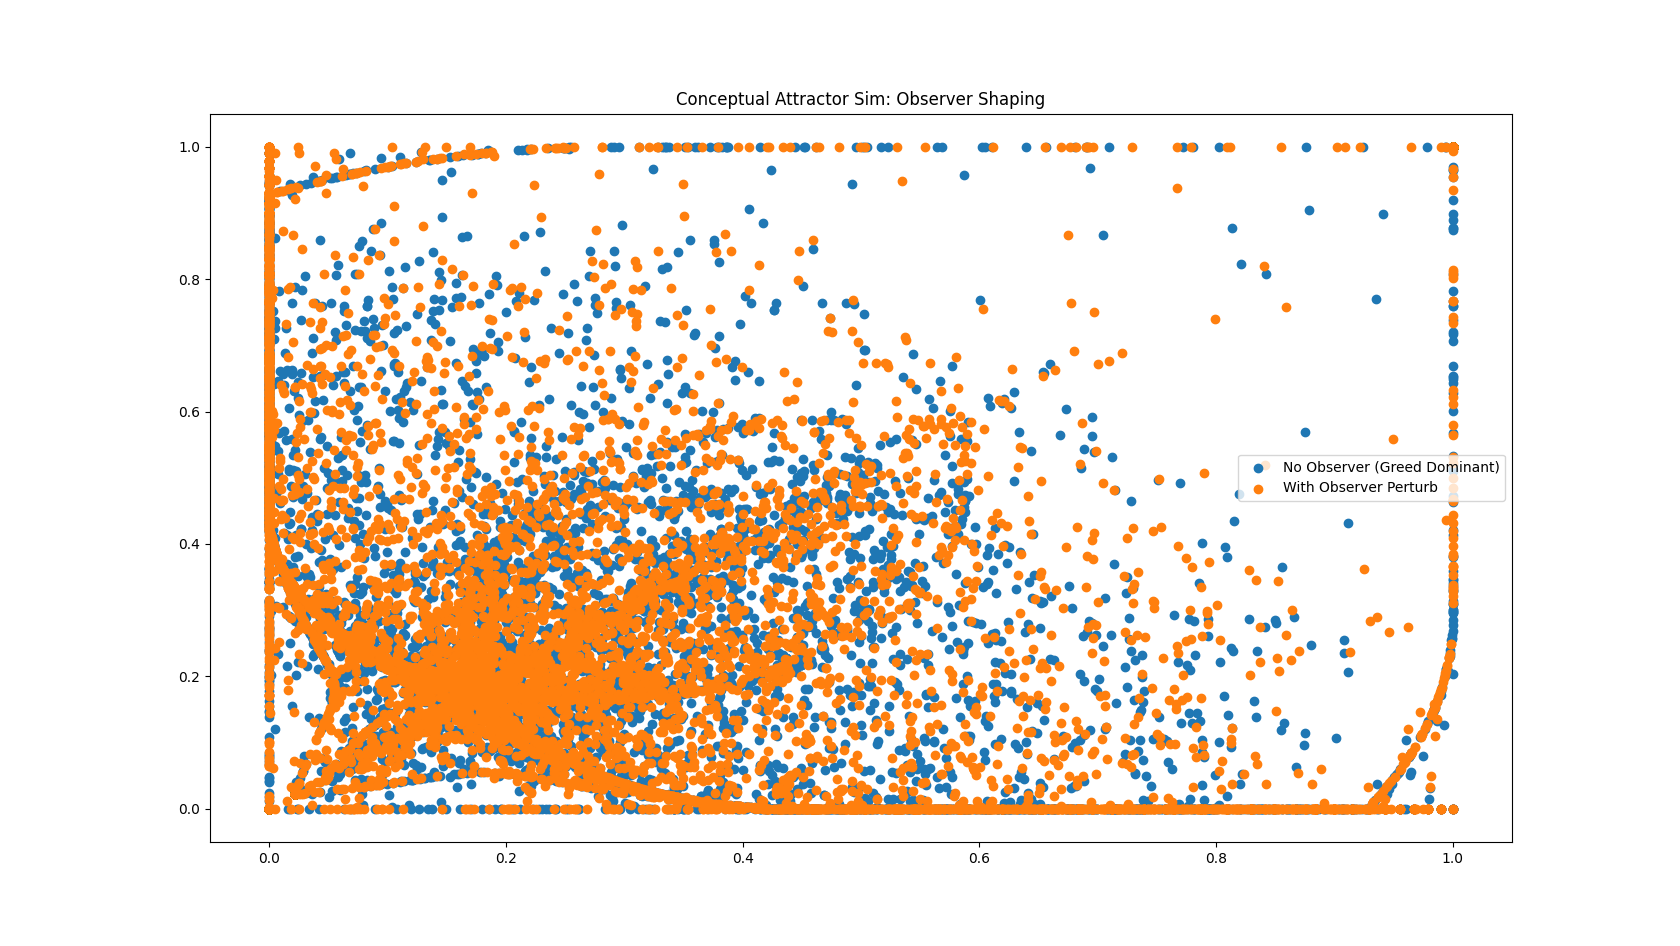 Conceptual Attractor Sim: Observer Shaping
1.0
0.8
0.6
0.4
0.2
0.0
No Observer (Greed Dominant)
With Observer Perturb
0.0 0.2 0.4 0.6 0.8 1.0